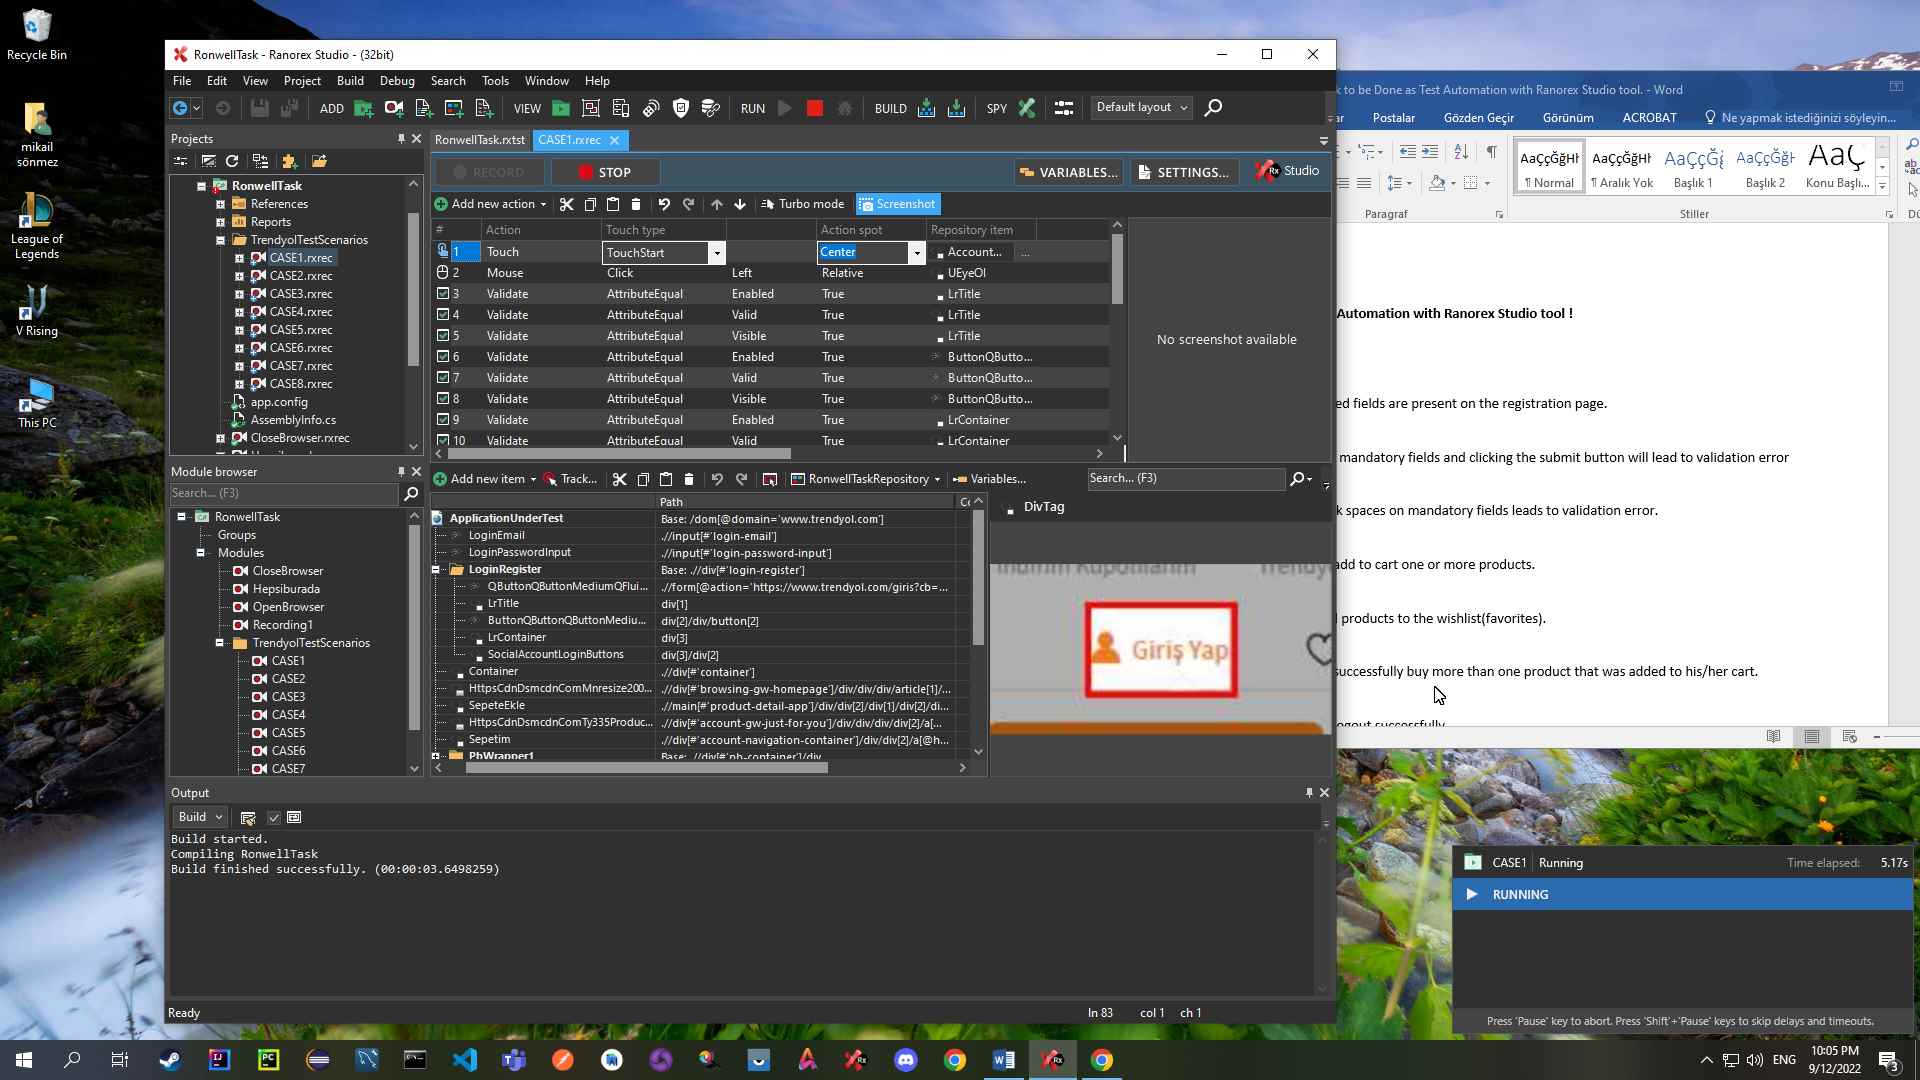 Recycle Bin
mikail
sönmez
League of
Legends
V Rising
This PC
RonwellTask - Ranorex Studio - (32bit)
File Edit View Project Build Debug Search Tools Window Help
ADD VIEW RUN BUILD SPY Default layout
Projects
RonwellTask
References
Reports
TrendyolTestScenarios
CASE1.rxrec
CASE2.rxrec
CASE3.rxrec
CASE4.rxrec
CASE5.rxrec
CASE6.rxrec
CASE7.rxrec
CASE8.rxrec
app.config
AssemblyInfo.cs
CloseBrowser.rxrec
Module browser
Search... (F3)
RonwellTask
Groups
Modules
CloseBrowser
Hepsiburada
OpenBrowser
Recording1
TrendyolTestScenarios
CASE1
CASE2
CASE3
CASE4
CASE5
CASE6
CASE7
RonwellTask.rxtst CASE1.rxrec
RECORD STOP VARIABLES... SETTINGS... Rx Studio
Add new action Turbo mode Screenshot
# Action Touch type Action spot Repository item
1 Touch TouchStart Center Account... ...
2 Mouse Click Left Relative UEyeOl
3 Validate AttributeEqual Enabled True LrTitle
4 Validate AttributeEqual Valid True LrTitle
5 Validate AttributeEqual Visible True LrTitle
6 Validate AttributeEqual Enabled True ButtonQButto...
7 Validate AttributeEqual Valid True ButtonQButto...
8 Validate AttributeEqual Visible True ButtonQButto...
9 Validate AttributeEqual Enabled True LrContainer
10 Validate AttributeEqual Valid True LrContainer
No screenshot available
Add new item Track... RonwellTaskRepository Variables... Search... (F3)
Path
ApplicationUnderTest Base: /dom[@domain='www.trendyol.com']
LoginEmail .//input[#'login-email']
LoginPasswordInput .//input[#'login-password-input']
LoginRegister Base: .//div[#'login-register']
QButtonQButtonMediumQFlui... .//form[@action='https://www.trendyol.com/giris?cb=...
LrTitle div[1]
ButtonQButtonQButtonMediu... div[2]/div/button[2]
LrContainer div[3]
SocialAccountLoginButtons div[3]/div[2]
Container .//div[#'container']
HttpsCdnDsmcdnComMnresize200... .//div[#'browsing-gw-homepage']/div/div/div/article[1]/...
SepeteEkle .//main[#'product-detail-app']/div/div[2]/div[1]/div[2]/di...
HttpsCdnDsmcdnComTy335Produc... .//div[#'account-gw-just-for-you']/div/div/div/div[2]/a[...
Sepetim .//div[#'account-navigation-container']/div/div[2]/a[@h...
PbWrapper1 Base: .//div[#'pb-container']/div
DivTag
İndirim Kuponlarım Trendyo
Giriş Yap
Output
Build
Build started.
Compiling RonwellTask
Build finished successfully. (00:00:03.6498259)
Ready ln 83 col 1 ch 1
k to be Done as Test Automation with Ranorex Studio tool. - Word
ar Postalar Gözden Geçir Görünüm ACROBAT Ne yapmak istediğinizi söyleyin...
AaÇçĞğHł AaÇçĞğHł AaÇçĞğ AaÇçĞğH AaÇ
¶ Normal ¶ Aralık Yok Başlık 1 Başlık 2 Konu Başlı...
Paragraf Stiller
Automation with Ranorex Studio tool !
ed fields are present on the registration page.
mandatory fields and clicking the submit button will lead to validation error
k spaces on mandatory fields leads to validation error.
add to cart one or more products.
products to the wishlist(favorites).
successfully buy more than one product that was added to his/her cart.
ogout successfully
CASE1 Running Time elapsed: 5.17s
RUNNING
Press 'Pause' key to abort. Press 'Shift'+'Pause' keys to skip delays and timeouts.
ENG 10:05 PM
9/12/2022
3